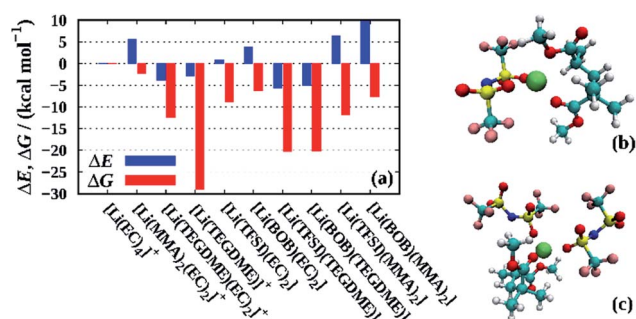 10
5
0
−5
−10
−15
−20
−25
−30
ΔE, ΔG / (kcal mol⁻¹)
ΔE
ΔG
(a)
[Li(EC)₄]⁺
[Li(MMA)₂(EC)₂]⁺
[Li(TEGDME)(EC)₂]⁺
[Li(TEGDME)]⁺
[Li(TFSI)(EC)₂]
[Li(BOB)(EC)₂]
[Li(TFSI)(TEGDME)]
[Li(BOB)(TEGDME)]
[Li(TFSI)(MMA)₂]
[Li(BOB)(MMA)₂]
(b)
(c)